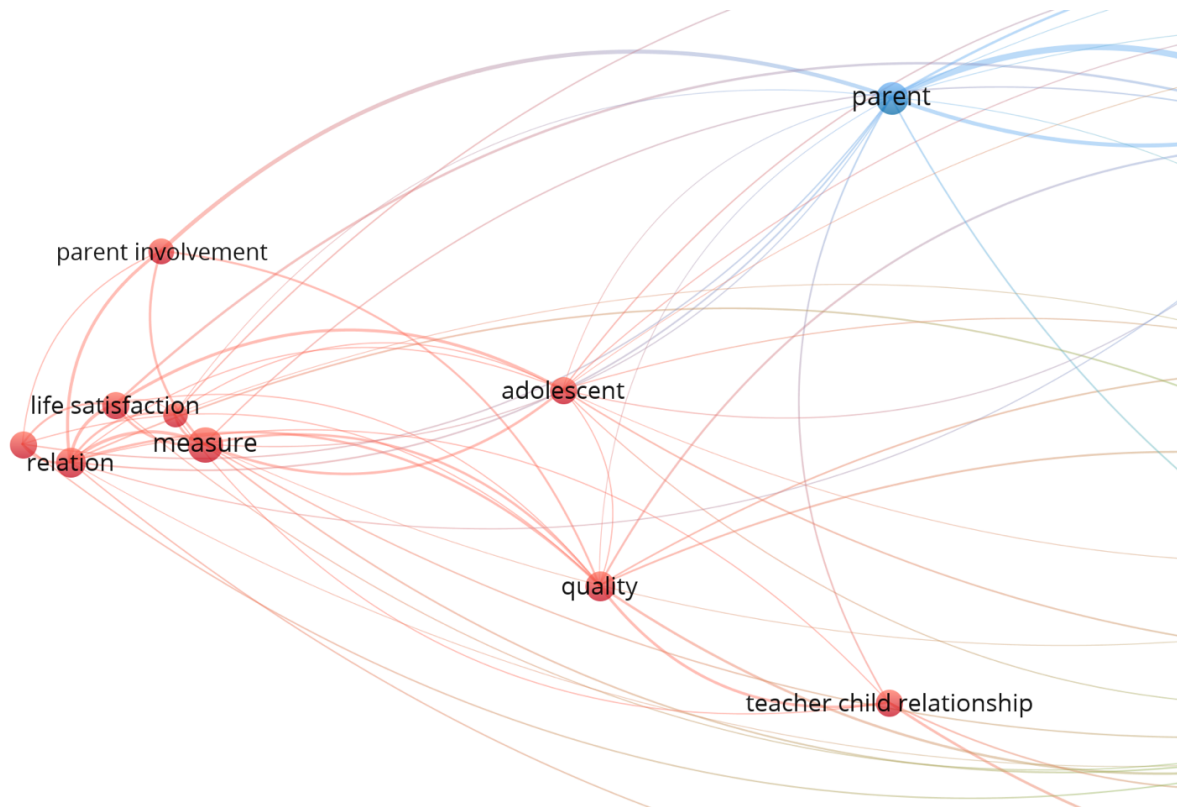 parent
parent involvement
adolescent
life satisfaction
measure
relation
quality
teacher child relationship